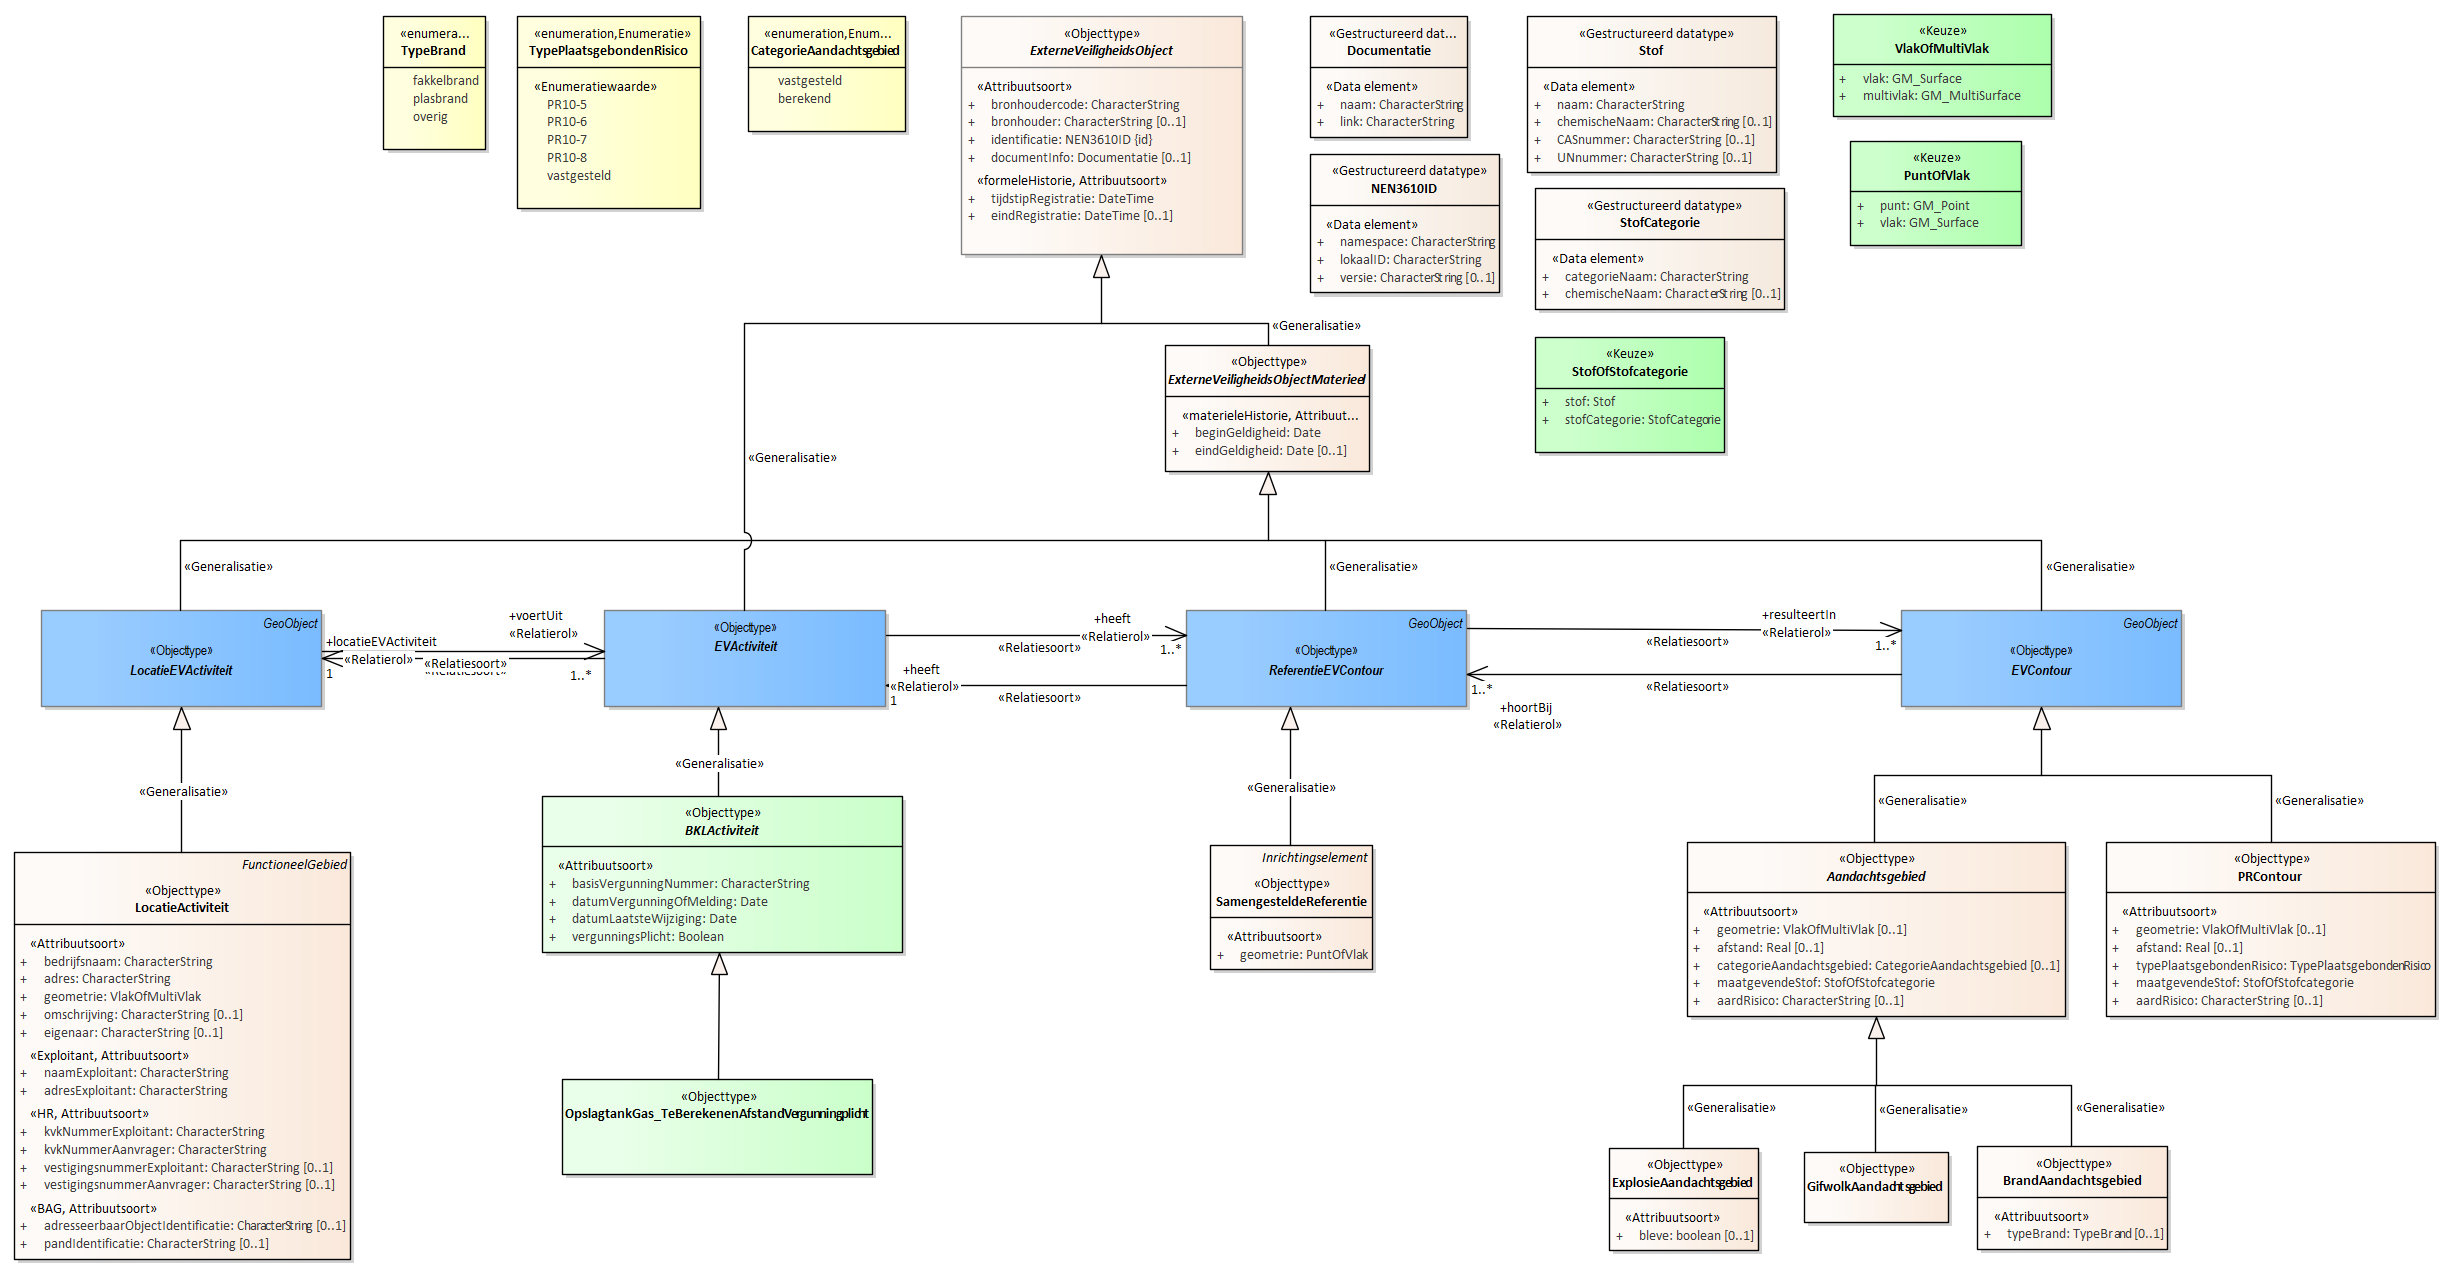 «enumera...
TypeBrand
fakkelbrand
plasbrand
overig
«enumeration,Enumeratie»
TypePlaatsgebondenRisico
«Enumeratiewaarde»
PR10-5
PR10-6
PR10-7
PR10-8
vastgesteld
«enumeration,Enum...
CategorieAandachtsgebied
vastgesteld
berekend
«Objecttype»
ExterneVeiligheidsObject
«Attribuutsoort»
+ bronhoudercode: CharacterString
+ bronhouder: CharacterString [0..1]
+ identificatie: NEN3610ID {id}
+ documentInfo: Documentatie [0..1]
«formeleHistorie, Attribuutsoort»
+ tijdstipRegistratie: DateTime
+ eindRegistratie: DateTime [0..1]
«Gestructureerd dat...
Documentatie
«Data element»
+ naam: CharacterString
+ link: CharacterString
«Gestructureerd datatype»
NEN3610ID
«Data element»
+ namespace: CharacterString
+ lokaalID: CharacterString
+ versie: CharacterString [0..1]
«Gestructureerd datatype»
Stof
«Data element»
+ naam: CharacterString
+ chemischeNaam: CharacterString [0..1]
+ CASnummer: CharacterString [0..1]
+ UNnummer: CharacterString [0..1]
«Gestructureerd datatype»
StofCategorie
«Data element»
+ categorieNaam: CharacterString
+ chemischeNaam: CharacterString [0..1]
«Keuze»
StofOfStofcategorie
+ stof: Stof
+ stofCategorie: StofCategorie
«Keuze»
VlakOfMultiVlak
+ vlak: GM_Surface
+ multivlak: GM_MultiSurface
«Keuze»
PuntOfVlak
+ punt: GM_Point
+ vlak: GM_Surface
«Generalisatie»
«Objecttype»
ExterneVeiligheidsObjectMaterieel
«materieleHistorie, Attribuut...
+ beginGeldigheid: Date
+ eindGeldigheid: Date [0..1]
«Generalisatie»
«Generalisatie»
«Generalisatie»
«Generalisatie»
GeoObject
«Objecttype»
LocatieEVActiviteit
+voertUit
«Relatierol»
+locatieEVActiviteit
«Relatierol»
«Relatiesoort»
«Relatiesoort»
1
1..*
«Objecttype»
EVActiviteit
+heeft
«Relatierol»
«Relatiesoort»
1..*
+heeft
«Relatierol»
1
«Relatiesoort»
GeoObject
«Objecttype»
ReferentieEVContour
+resulteertIn
«Relatierol»
«Relatiesoort»
1..*
1..*
«Relatiesoort»
+hoortBij
«Relatierol»
GeoObject
«Objecttype»
EVContour
«Generalisatie»
«Generalisatie»
«Generalisatie»
«Generalisatie»
«Generalisatie»
FunctioneelGebied
«Objecttype»
LocatieActiviteit
«Attribuutsoort»
+ bedrijfsnaam: CharacterString
+ adres: CharacterString
+ geometrie: VlakOfMultiVlak
+ omschrijving: CharacterString [0..1]
+ eigenaar: CharacterString [0..1]
«Exploitant, Attribuutsoort»
+ naamExploitant: CharacterString
+ adresExploitant: CharacterString
«HR, Attribuutsoort»
+ kvkNummerExploitant: CharacterString
+ kvkNummerAanvrager: CharacterString
+ vestigingsnummerExploitant: CharacterString [0..1]
+ vestigingsnummerAanvrager: CharacterString [0..1]
«BAG, Attribuutsoort»
+ adresseerbaarObjectIdentificatie: CharacterString [0..1]
+ pandIdentificatie: CharacterString [0..1]
«Objecttype»
BKLActiviteit
«Attribuutsoort»
+ basisVergunningNummer: CharacterString
+ datumVergunningOfMelding: Date
+ datumLaatsteWijziging: Date
+ vergunningsPlicht: Boolean
«Objecttype»
OpslagtankGas_TeBerekenenAfstandVergunningplicht
Inrichtingselement
«Objecttype»
SamengesteldeReferentie
«Attribuutsoort»
+ geometrie: PuntOfVlak
«Objecttype»
Aandachtsgebied
«Attribuutsoort»
+ geometrie: VlakOfMultiVlak [0..1]
+ afstand: Real [0..1]
+ categorieAandachtsgebied: CategorieAandachtsgebied [0..1]
+ maatgevendeStof: StofOfStofcategorie
+ aardRisico: CharacterString [0..1]
«Objecttype»
PRContour
«Attribuutsoort»
+ geometrie: VlakOfMultiVlak [0..1]
+ afstand: Real [0..1]
+ typePlaatsgebondenRisico: TypePlaatsgebondenRisico
+ maatgevendeStof: StofOfStofcategorie
+ aardRisico: CharacterString [0..1]
«Generalisatie»
«Generalisatie»
«Generalisatie»
«Objecttype»
ExplosieAandachtsgebied
«Attribuutsoort»
+ bleve: boolean [0..1]
«Objecttype»
GifwolkAandachtsgebied
«Objecttype»
BrandAandachtsgebied
«Attribuutsoort»
+ typeBrand: TypeBrand [0..1]